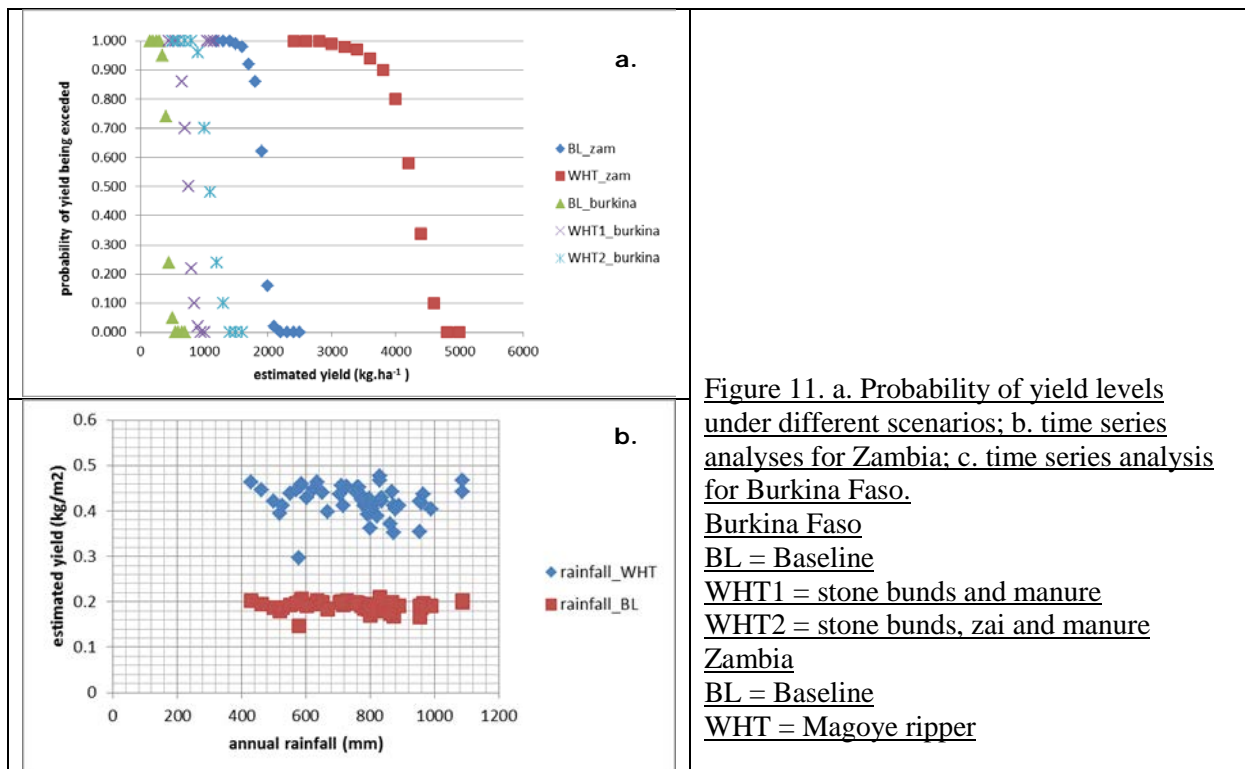 a.
1.000
0.900
0.800
0.700
0.600
0.500
0.400
0.300
0.200
0.100
0.000
probability of yield being exceeded
0 1000 2000 3000 4000 5000 6000
estimated yield (kg.ha⁻¹ )
BL_zam
WHT_zam
BL_burkina
WHT1_burkina
WHT2_burkina
b.
0.6
0.5
0.4
0.3
0.2
0.1
0
estimated yield (kg/m2)
0 200 400 600 800 1000 1200
annual rainfall (mm)
rainfall_WHT
rainfall_BL
Figure 11. a. Probability of yield levels
under different scenarios; b. time series
analyses for Zambia; c. time series analysis
for Burkina Faso.
Burkina Faso
BL = Baseline
WHT1 = stone bunds and manure
WHT2 = stone bunds, zai and manure
Zambia
BL = Baseline
WHT = Magoye ripper